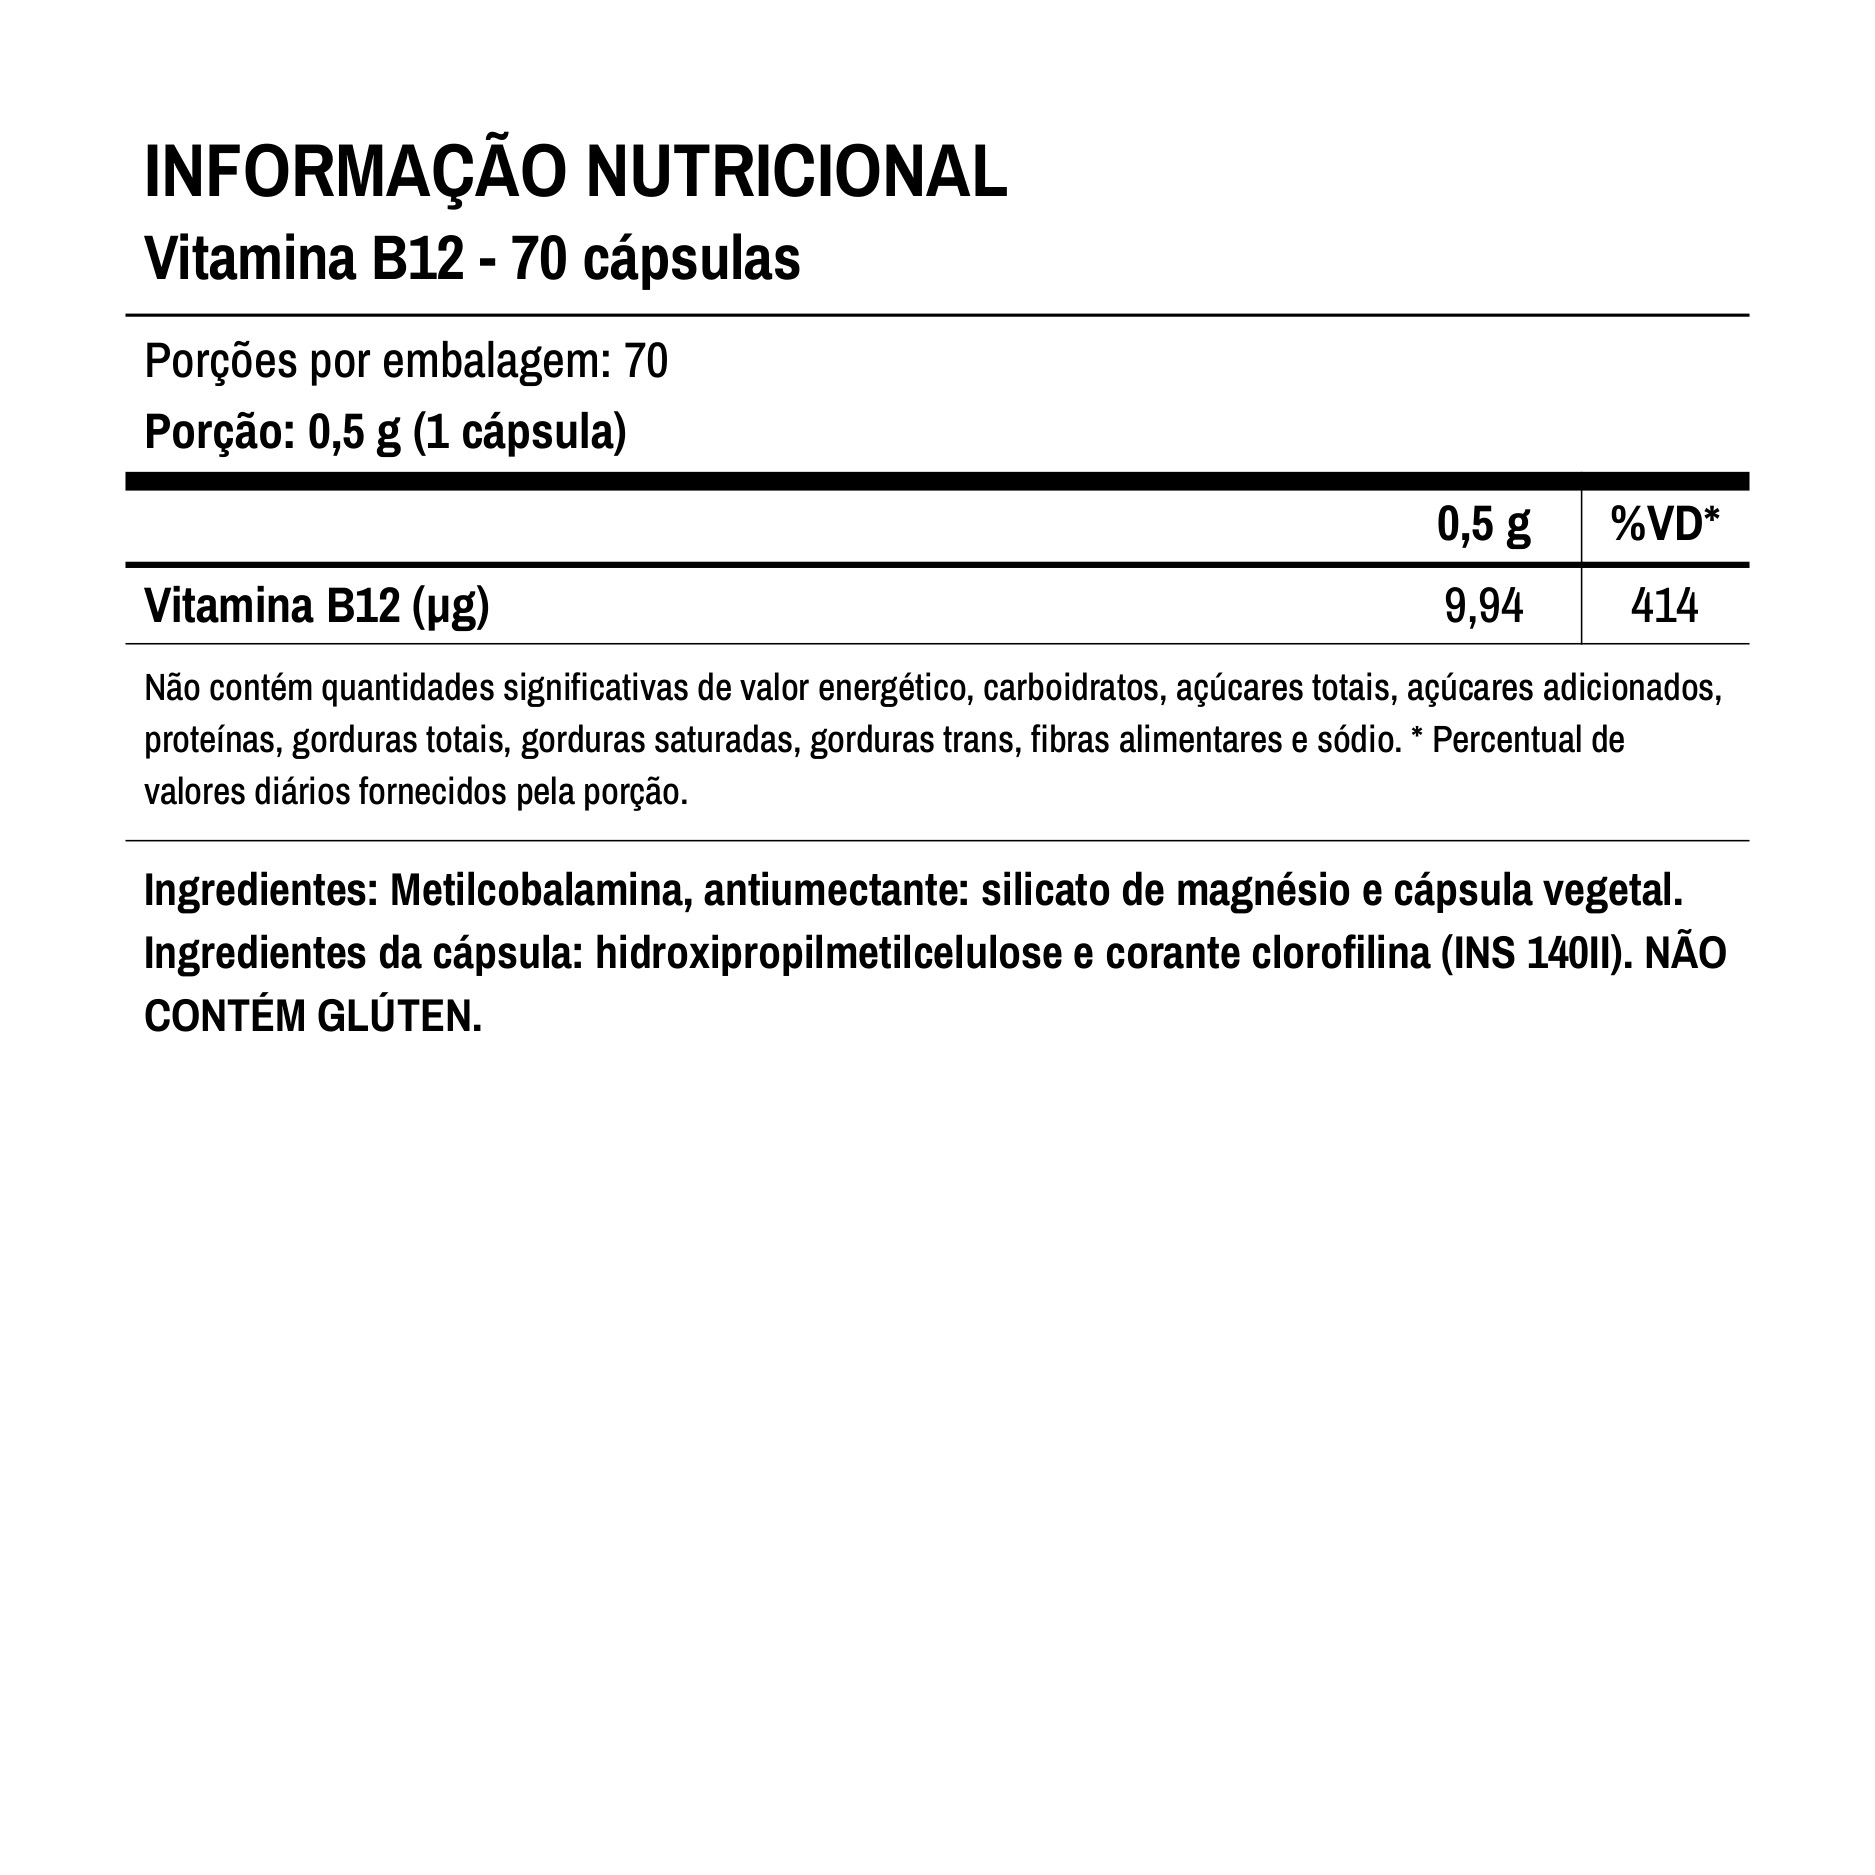 INFORMAÇÃO NUTRICIONAL
Vitamina B12 - 70 cápsulas
Porções por embalagem: 70
Porção: 0,5 g (1 cápsula)
0,5 g %VD*
Vitamina B12 (µg) 9,94 414
Não contém quantidades significativas de valor energético, carboidratos, açúcares totais, açúcares adicionados,
proteínas, gorduras totais, gorduras saturadas, gorduras trans, fibras alimentares e sódio. * Percentual de
valores diários fornecidos pela porção.
Ingredientes: Metilcobalamina, antiumectante: silicato de magnésio e cápsula vegetal.
Ingredientes da cápsula: hidroxipropilmetilcelulose e corante clorofilina (INS 140II). NÃO
CONTÉM GLÚTEN.